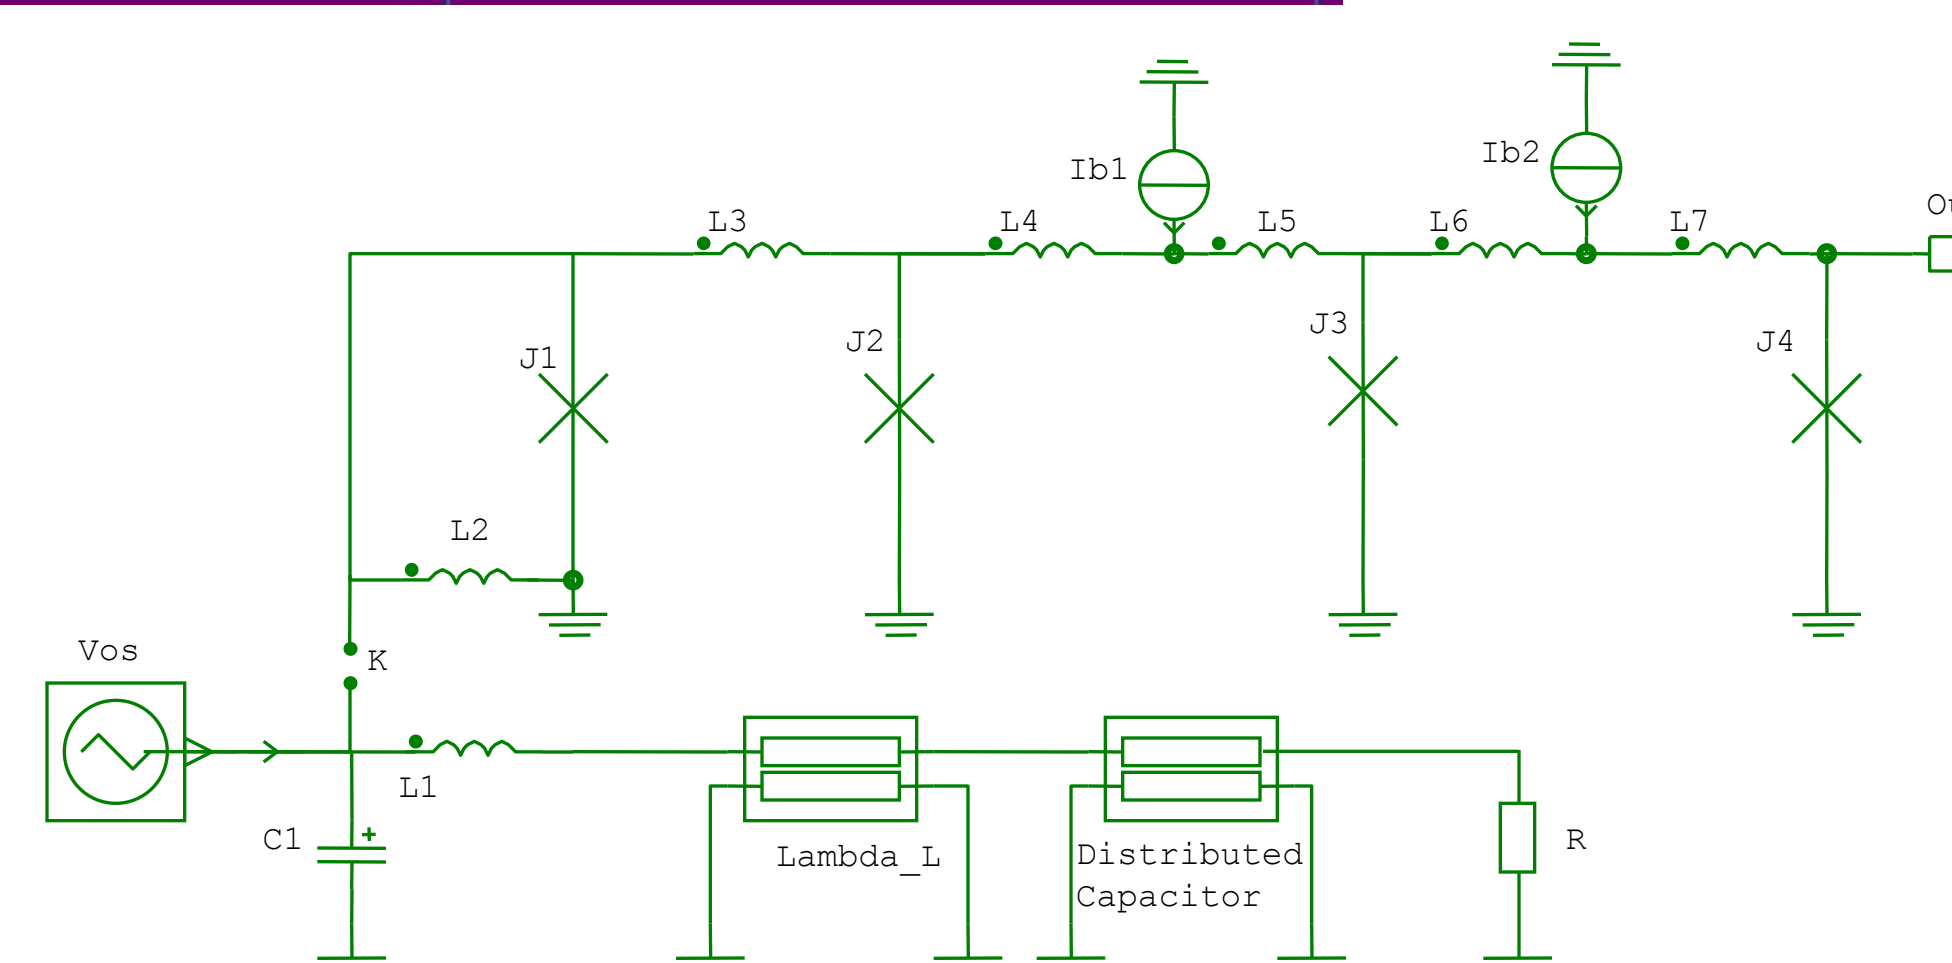 Ib2
Ib1
L3
L4
L5
L6
L7
J1
J2
J3
J4
L2
Vos
K
L1
C1
Lambda_L
Distributed
Capacitor
R